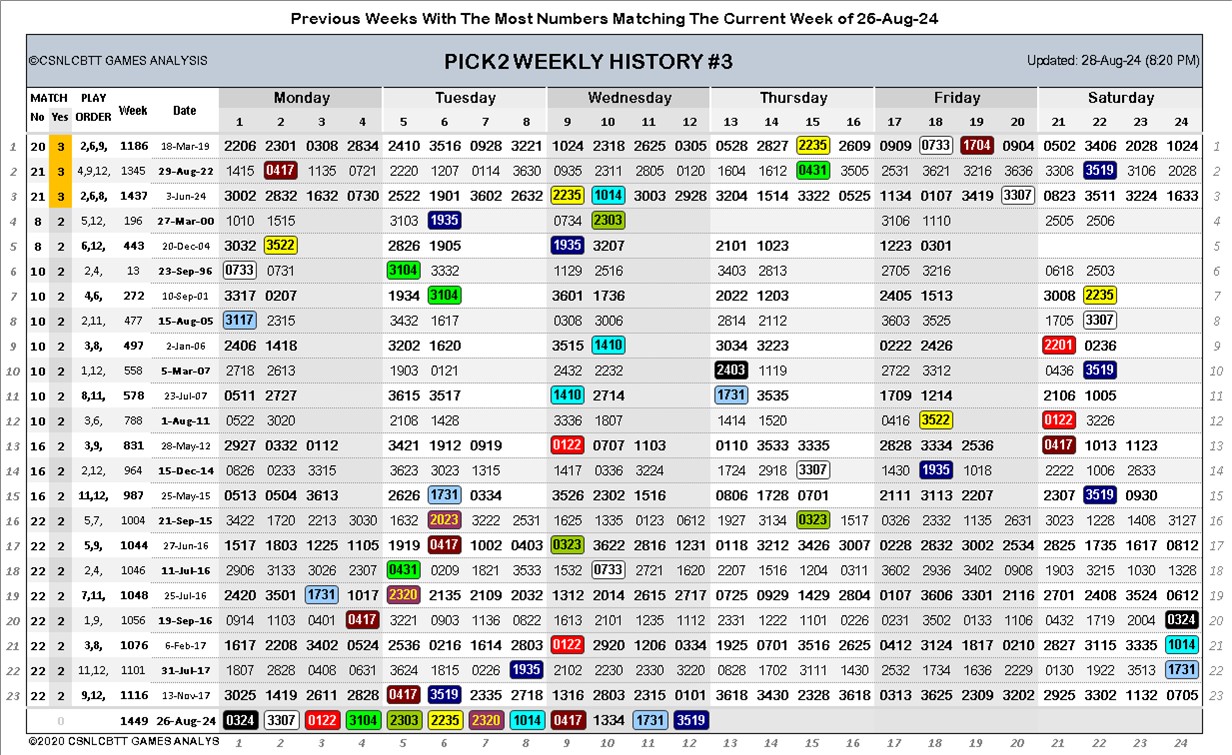 Previous Weeks With The Most Numbers Matching The Current Week of 26-Aug-24
©CSNLCBTT GAMES ANALYSIS PICK2 WEEKLY HISTORY #3 Updated: 28-Aug-24 (8:20 PM)
MATCH PLAY Week Date Monday Tuesday Wednesday Thursday Friday Saturday
No Yes ORDER 1 2 3 4 5 6 7 8 9 10 11 12 13 14 15 16 17 18 19 20 21 22 23 24
1 20 3 2,6,9, 1186 18-Mar-19 2206 2301 0308 2834 2410 3516 0928 3221 1024 2318 2625 0305 0528 2827 2235 2609 0909 0733 1704 0904 0502 3406 2028 1024 1
2 21 3 4,9,12, 1345 29-Aug-22 1415 0417 1135 0721 2220 1207 0114 3630 0935 2311 2805 0120 1604 1612 0431 3505 2531 3621 3216 3636 3308 3519 3106 2028 2
3 21 3 2,6,8, 1437 3-Jun-24 3002 2832 1632 0730 2522 1901 3602 2632 2235 1014 3003 2928 3204 1514 3322 0525 1134 0107 3419 3307 0823 3511 3224 1633 3
4 8 2 5,12, 196 27-Mar-00 1010 1515 3103 1935 0734 2303 3106 1110 2505 2506 4
5 8 2 6,12, 443 20-Dec-04 3032 3522 2826 1905 1935 3207 2101 1023 1223 0301 5
6 10 2 2,4, 13 23-Sep-96 0733 0731 3104 3332 1129 2516 3403 2813 2705 3216 0618 2503 6
7 10 2 4,6, 272 10-Sep-01 3317 0207 1934 3104 3601 1736 2022 1203 2405 1513 3008 2235 7
8 10 2 2,11, 477 15-Aug-05 3117 2315 3432 1617 0308 3006 2814 2112 3603 3525 1705 3307 8
9 10 2 3,8, 497 2-Jan-06 2406 1418 3202 1620 3515 1410 3034 3223 0222 2426 2201 0236 9
10 10 2 1,12, 558 5-Mar-07 2718 2613 1903 0121 2432 2232 2403 1119 2722 3312 0436 3519 10
11 10 2 8,11, 578 23-Jul-07 0511 2727 3615 3517 1410 2714 1731 3535 1709 1214 2106 1005 11
12 10 2 3,6, 788 1-Aug-11 0522 3020 2108 1428 3336 1807 1414 1520 0416 3522 0122 3226 12
13 16 2 3,9, 831 28-May-12 2927 0332 0112 3421 1912 0919 0122 0707 1103 0110 3533 3335 2828 3334 2536 0417 1013 1123 13
14 16 2 2,12, 964 15-Dec-14 0826 0233 3315 3623 3023 1315 1417 0336 3224 1724 2918 3307 1430 1935 1018 2222 1006 2833 14
15 16 2 11,12, 987 25-May-15 0513 0504 3613 2626 1731 0334 3526 2302 1516 0806 1728 0701 2111 3113 2207 2307 3519 0930 15
16 22 2 5,7, 1004 21-Sep-15 3422 1720 2213 3030 1632 2023 3222 2531 1625 1335 0123 0612 1927 3134 0323 1517 0326 2332 1135 2631 3023 1228 1408 3127 16
17 22 2 5,9, 1044 27-Jun-16 1517 1803 1225 1105 1919 0417 1002 0403 0323 3622 2816 1231 0118 3212 3426 3007 0228 2832 3002 2534 2825 1735 1617 0812 17
18 22 2 2,4, 1046 11-Jul-16 2906 3133 3026 2307 0431 0209 1821 3533 1532 0733 2721 1620 2207 1516 1204 0311 3602 2936 3402 0908 1903 3215 1030 1328 18
19 22 2 7,11, 1048 25-Jul-16 2420 3501 1731 1017 2320 2135 2109 2032 1312 2014 2615 2717 0725 0929 1429 2804 0107 3606 3301 2116 2701 2408 3524 0612 19
20 22 2 1,9, 1056 19-Sep-16 0914 1103 0401 0417 3221 0903 1136 0822 1613 2101 1235 1112 2331 1222 1101 0226 0231 3502 0133 1106 0432 1719 2004 0324 20
21 22 2 3,8, 1076 6-Feb-17 1617 2208 3402 0524 2536 0216 1614 2803 0122 2920 1206 0334 1925 0701 3515 1626 0412 3124 1817 0210 2827 3115 3335 1014 21
22 22 2 11,12, 1101 31-Jul-17 1807 2828 0408 0631 3624 1815 0226 1935 2102 2230 2330 3220 0826 1702 3111 1430 2532 1734 1636 2229 0130 1922 3513 1731 22
23 22 2 9,12, 1116 13-Nov-17 3025 1419 2611 2828 0417 3519 2335 2718 1316 2803 2315 0101 3618 3430 2328 3618 0313 3625 2309 3202 2925 3302 1132 0705 23
0 1449 26-Aug-24 0324 3307 0122 3104 2303 2235 2320 1014 0417 1334 1731 3519
©2020 CSNLCBTT GAMES ANALYS 1 2 3 4 5 6 7 8 9 10 11 12 13 14 15 16 17 18 19 20 21 22 23 24